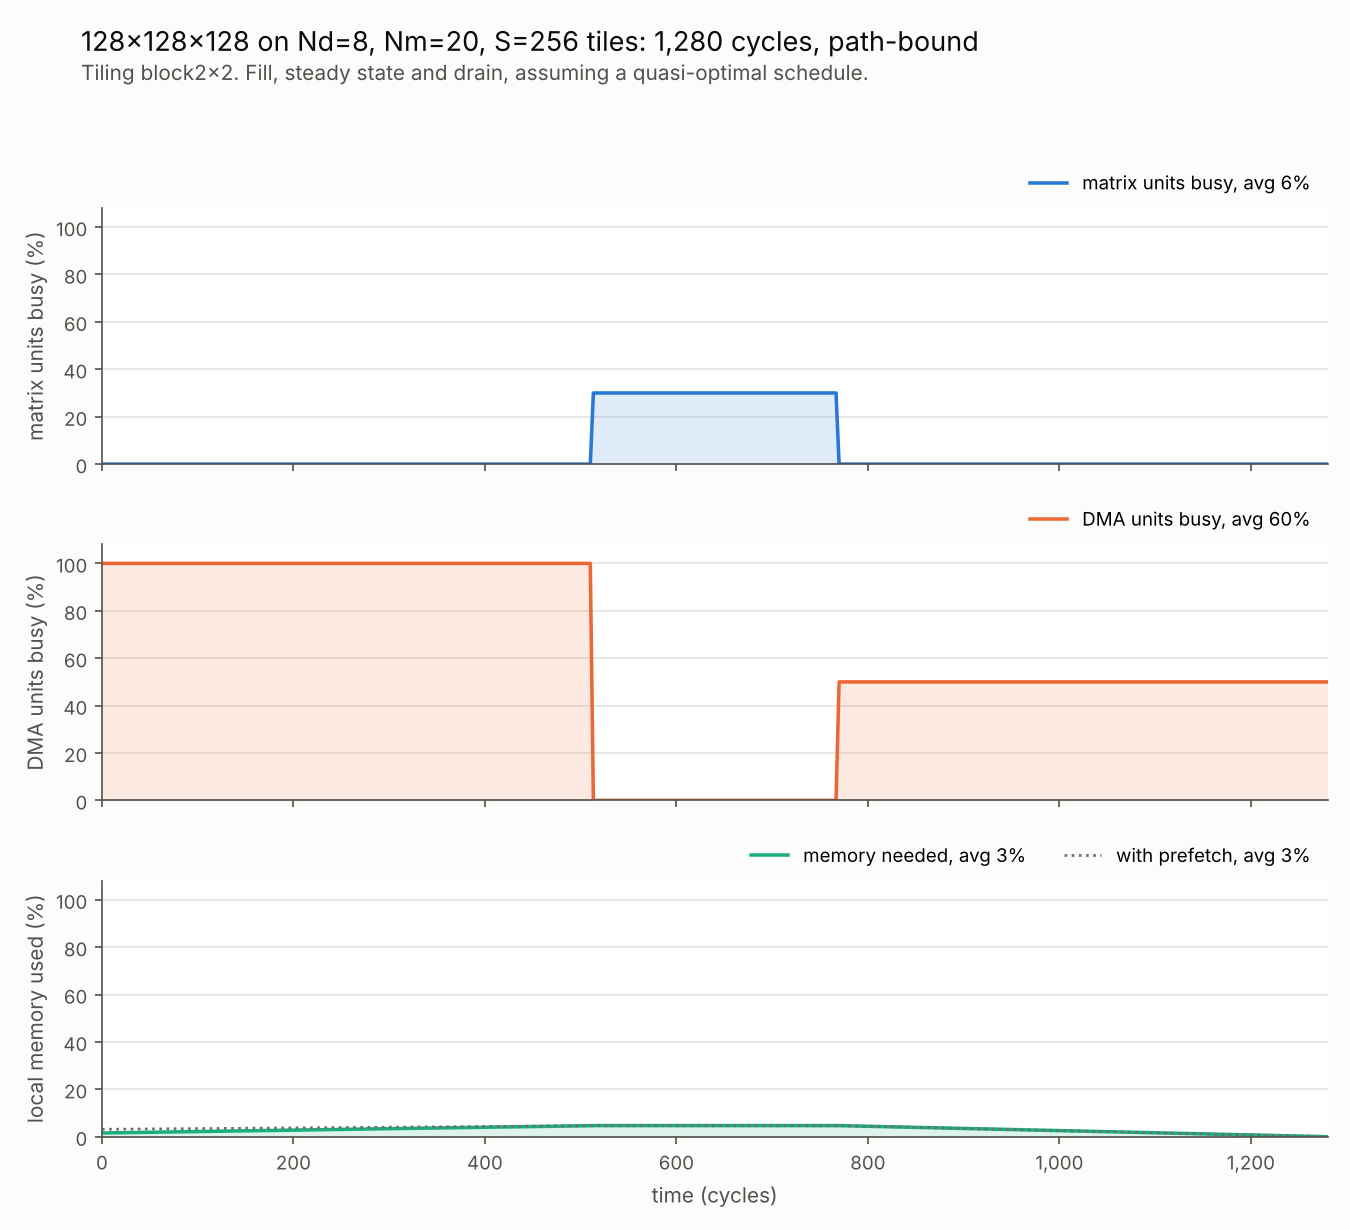 128×128×128 on Nd=8, Nm=20, S=256 tiles: 1,280 cycles, path-bound
Tiling block2×2. Fill, steady state and drain, assuming a quasi-optimal schedule.
matrix units busy, avg 6%
matrix units busy (%)
100
80
60
40
20
0
DMA units busy, avg 60%
DMA units busy (%)
100
80
60
40
20
0
memory needed, avg 3% with prefetch, avg 3%
local memory used (%)
100
80
60
40
20
0
0 200 400 600 800 1,000 1,200
time (cycles)